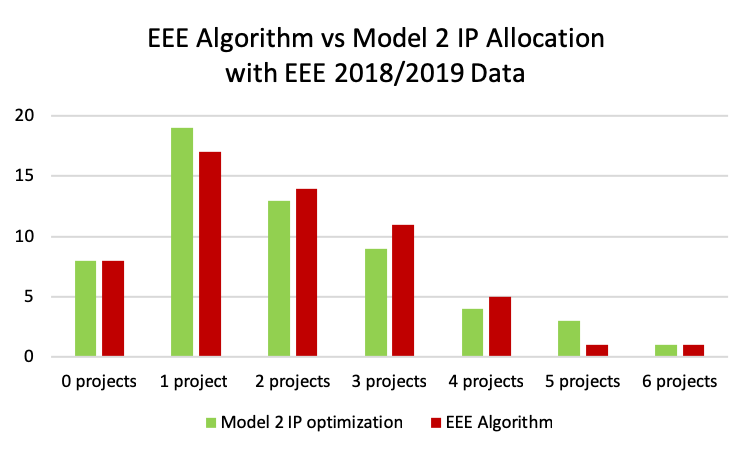 EEE Algorithm vs Model 2 IP Allocation
with EEE 2018/2019 Data
20
15
10
5
0
0 projects 1 project 2 projects 3 projects 4 projects 5 projects 6 projects
Model 2 IP optimization EEE Algorithm